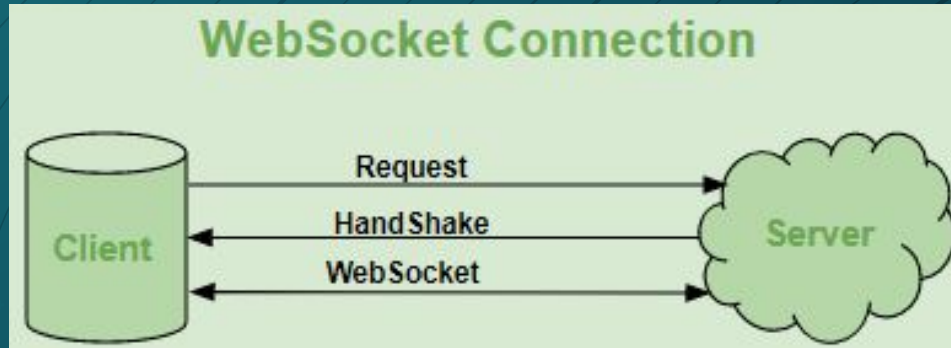 WebSocket Connection
Request
HandShake
WebSocket
Client
Server